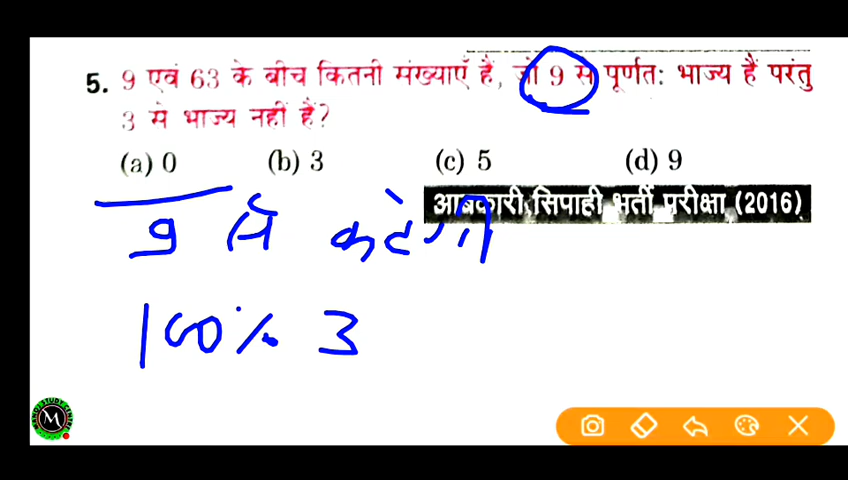 5. 9 एवं 63 के बीच कितनी संख्याएँ है, जो 9 से पूर्णत: भाज्य हैं परंतु
3 से भाज्य नहीं हैं?
(a) 0 (b) 3 (c) 5 (d) 9
आबकारी सिपाही भर्ती परीक्षा (2016)
9 से कटेगी
100% 3
M